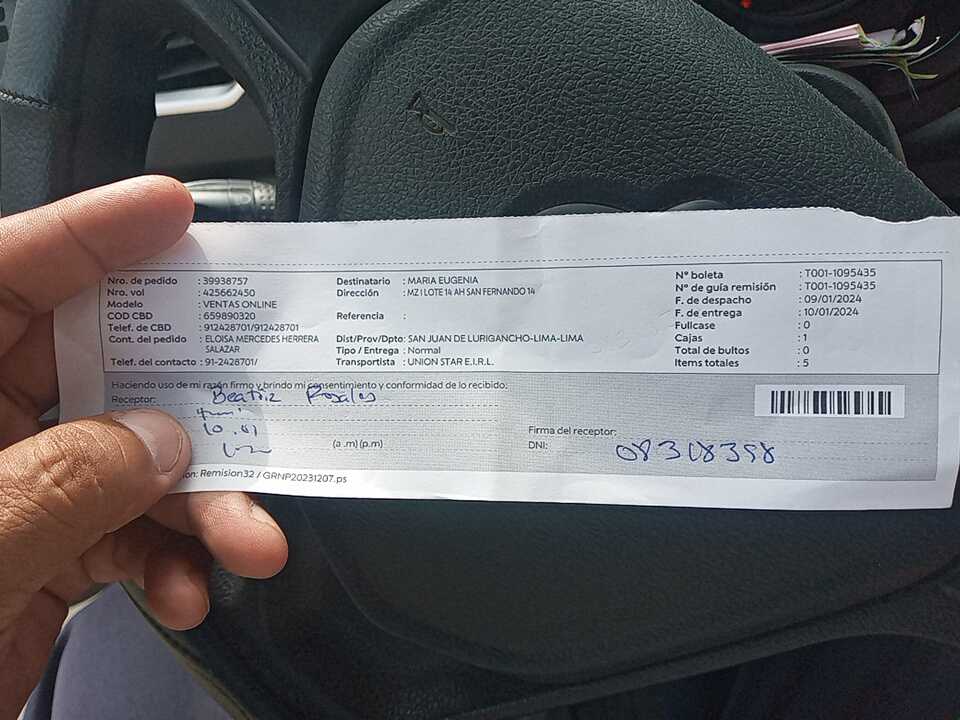 Nro. de pedido : 39938757
Nro. vol : 425662450
Modelo : VENTAS ONLINE
COD CBD : 659890320
Telef. de CBD : 912428701/912428701
Cont. del pedido : ELOISA MERCEDES HERRERA
SALAZAR
Telef. del contacto : 91-2428701/
Destinatario : MARIA EUGENIA
Dirección : MZ I LOTE 14 AH SAN FERNANDO 14
Referencia :
Dist/Prov/Dpto: SAN JUAN DE LURIGANCHO-LIMA-LIMA
Tipo / Entrega : Normal
Transportista : UNION STAR E.I.R.L.
N° boleta : T001-1095435
N° de guía remisión : T001-1095435
F. de despacho : 09/01/2024
F. de entrega : 10/01/2024
Fullcase : 0
Cajas : 1
Total de bultos : 0
Items totales : 5
Haciendo uso de mi razón firmo y brindo mi consentimiento y conformidad de lo recibido:
Receptor: Beatriz Rosales
10.01
(a .m) (p.m)
Firma del receptor:
DNI: 08318398
on: Remision32 / GRNP20231207.ps